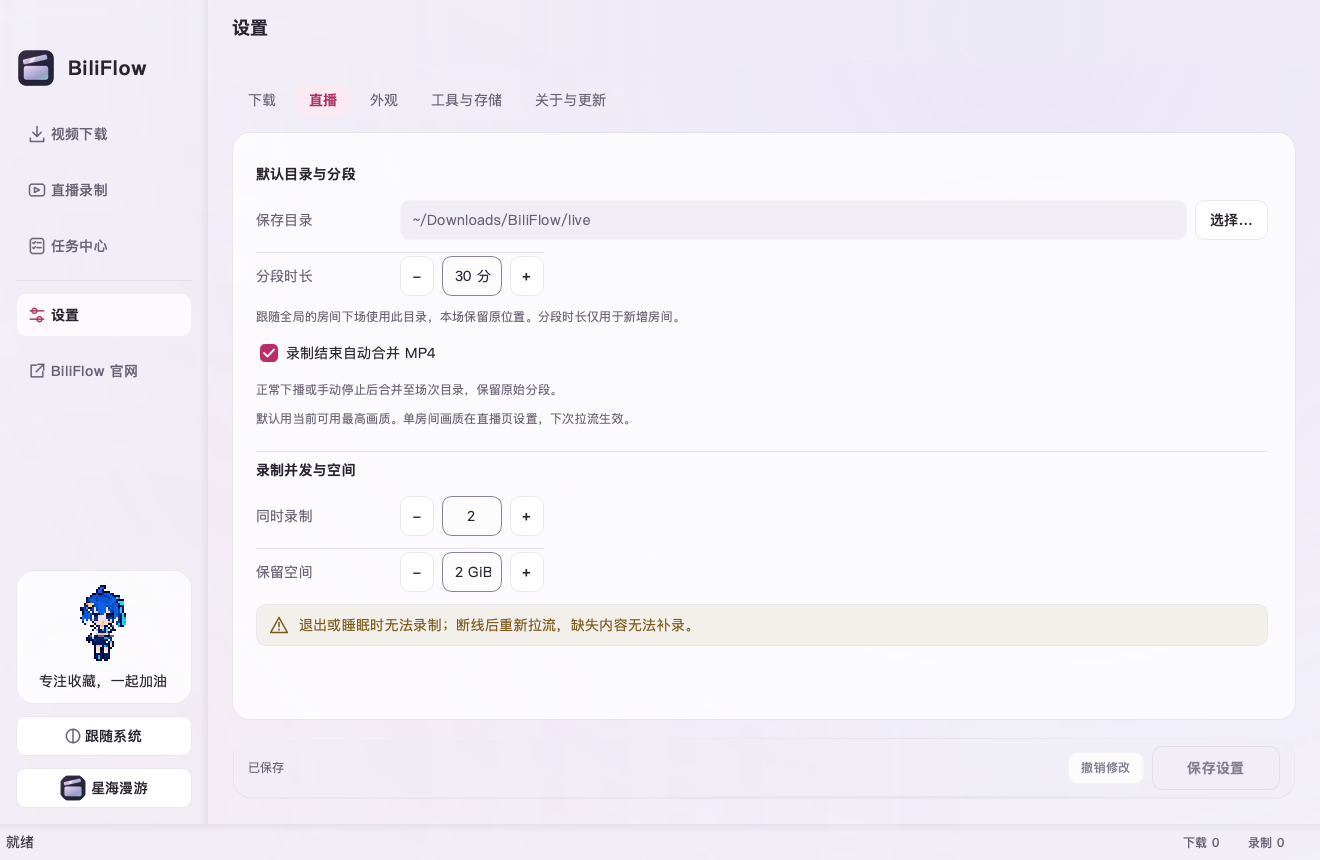 设置
BiliFlow
视频下载
直播录制
任务中心
设置
BiliFlow 官网
专注收藏，一起加油
跟随系统
星海漫游
下载 直播 外观 工具与存储 关于与更新
默认目录与分段
保存目录 ~/Downloads/BiliFlow/live 选择...
分段时长 − 30 分 +
跟随全局的房间下场使用此目录，本场保留原位置。分段时长仅用于新增房间。
录制结束自动合并 MP4
正常下播或手动停止后合并至场次目录，保留原始分段。
默认用当前可用最高画质。单房间画质在直播页设置，下次拉流生效。
录制并发与空间
同时录制 − 2 +
保留空间 − 2 GiB +
退出或睡眠时无法录制；断线后重新拉流，缺失内容无法补录。
已保存 撤销修改 保存设置
就绪 下载 0 录制 0